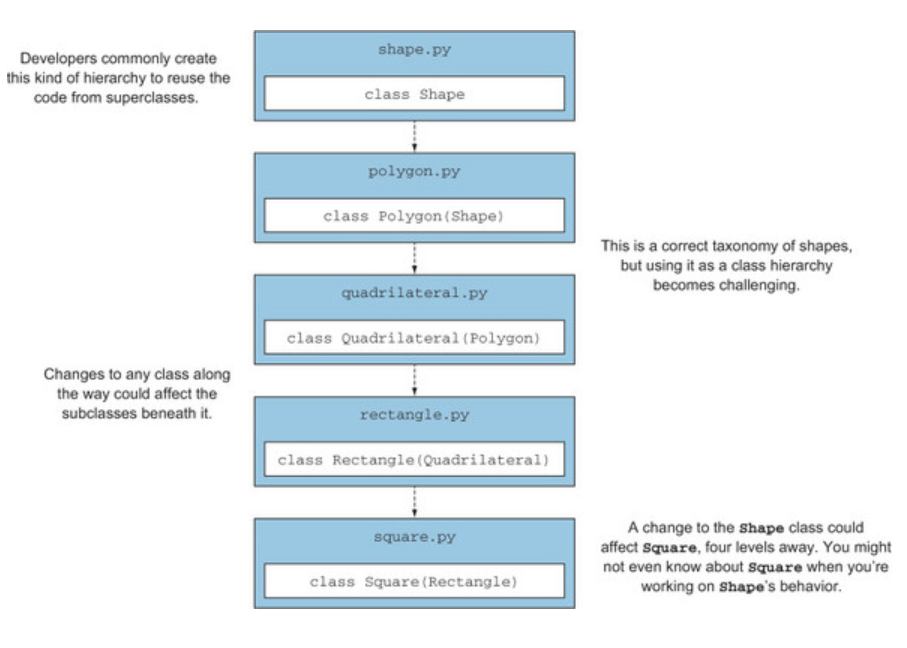 Developers commonly create
this kind of hierarchy to reuse the
code from superclasses.
shape.py
class Shape
polygon.py
class Polygon(Shape)
This is a correct taxonomy of shapes,
but using it as a class hierarchy
becomes challenging.
quadrilateral.py
class Quadrilateral(Polygon)
Changes to any class along
the way could affect the
subclasses beneath it.
rectangle.py
class Rectangle(Quadrilateral)
square.py
class Square(Rectangle)
A change to the Shape class could
affect Square, four levels away. You might
not even know about Square when you're
working on Shape's behavior.